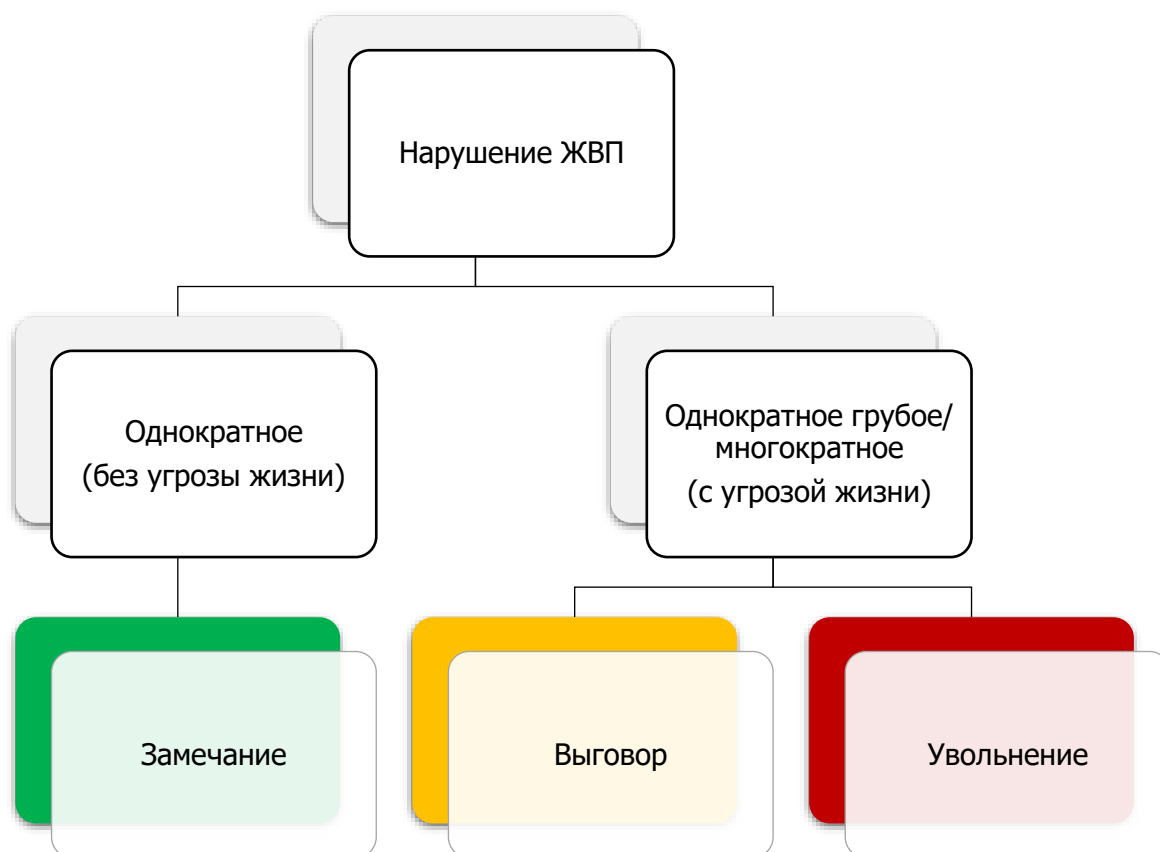 Нарушение ЖВП
Однократное
(без угрозы жизни)
Однократное грубое/
многократное
(с угрозой жизни)
Замечание
Выговор
Увольнение